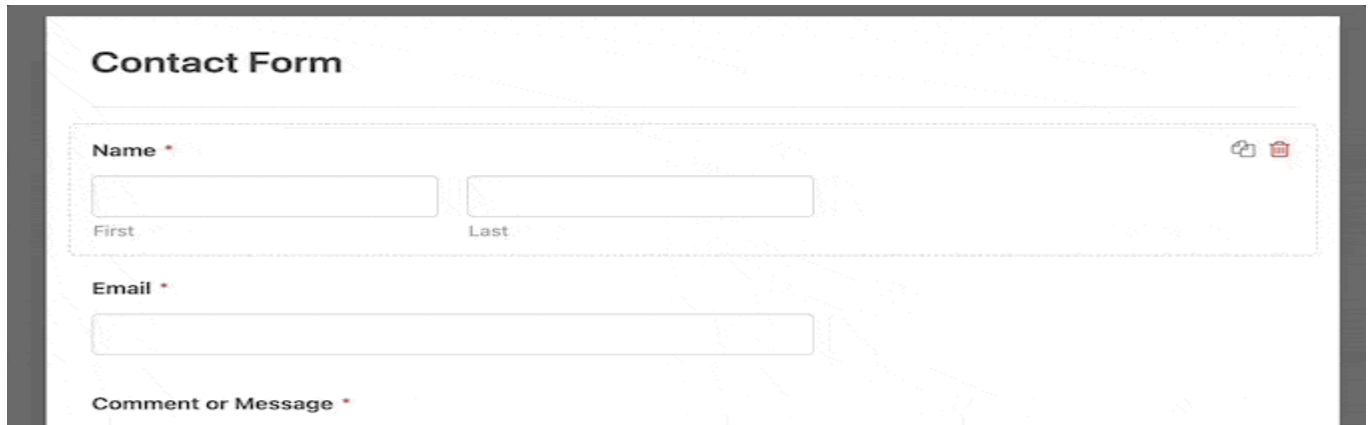 Contact Form
Name *
First Last
Email *
Comment or Message *